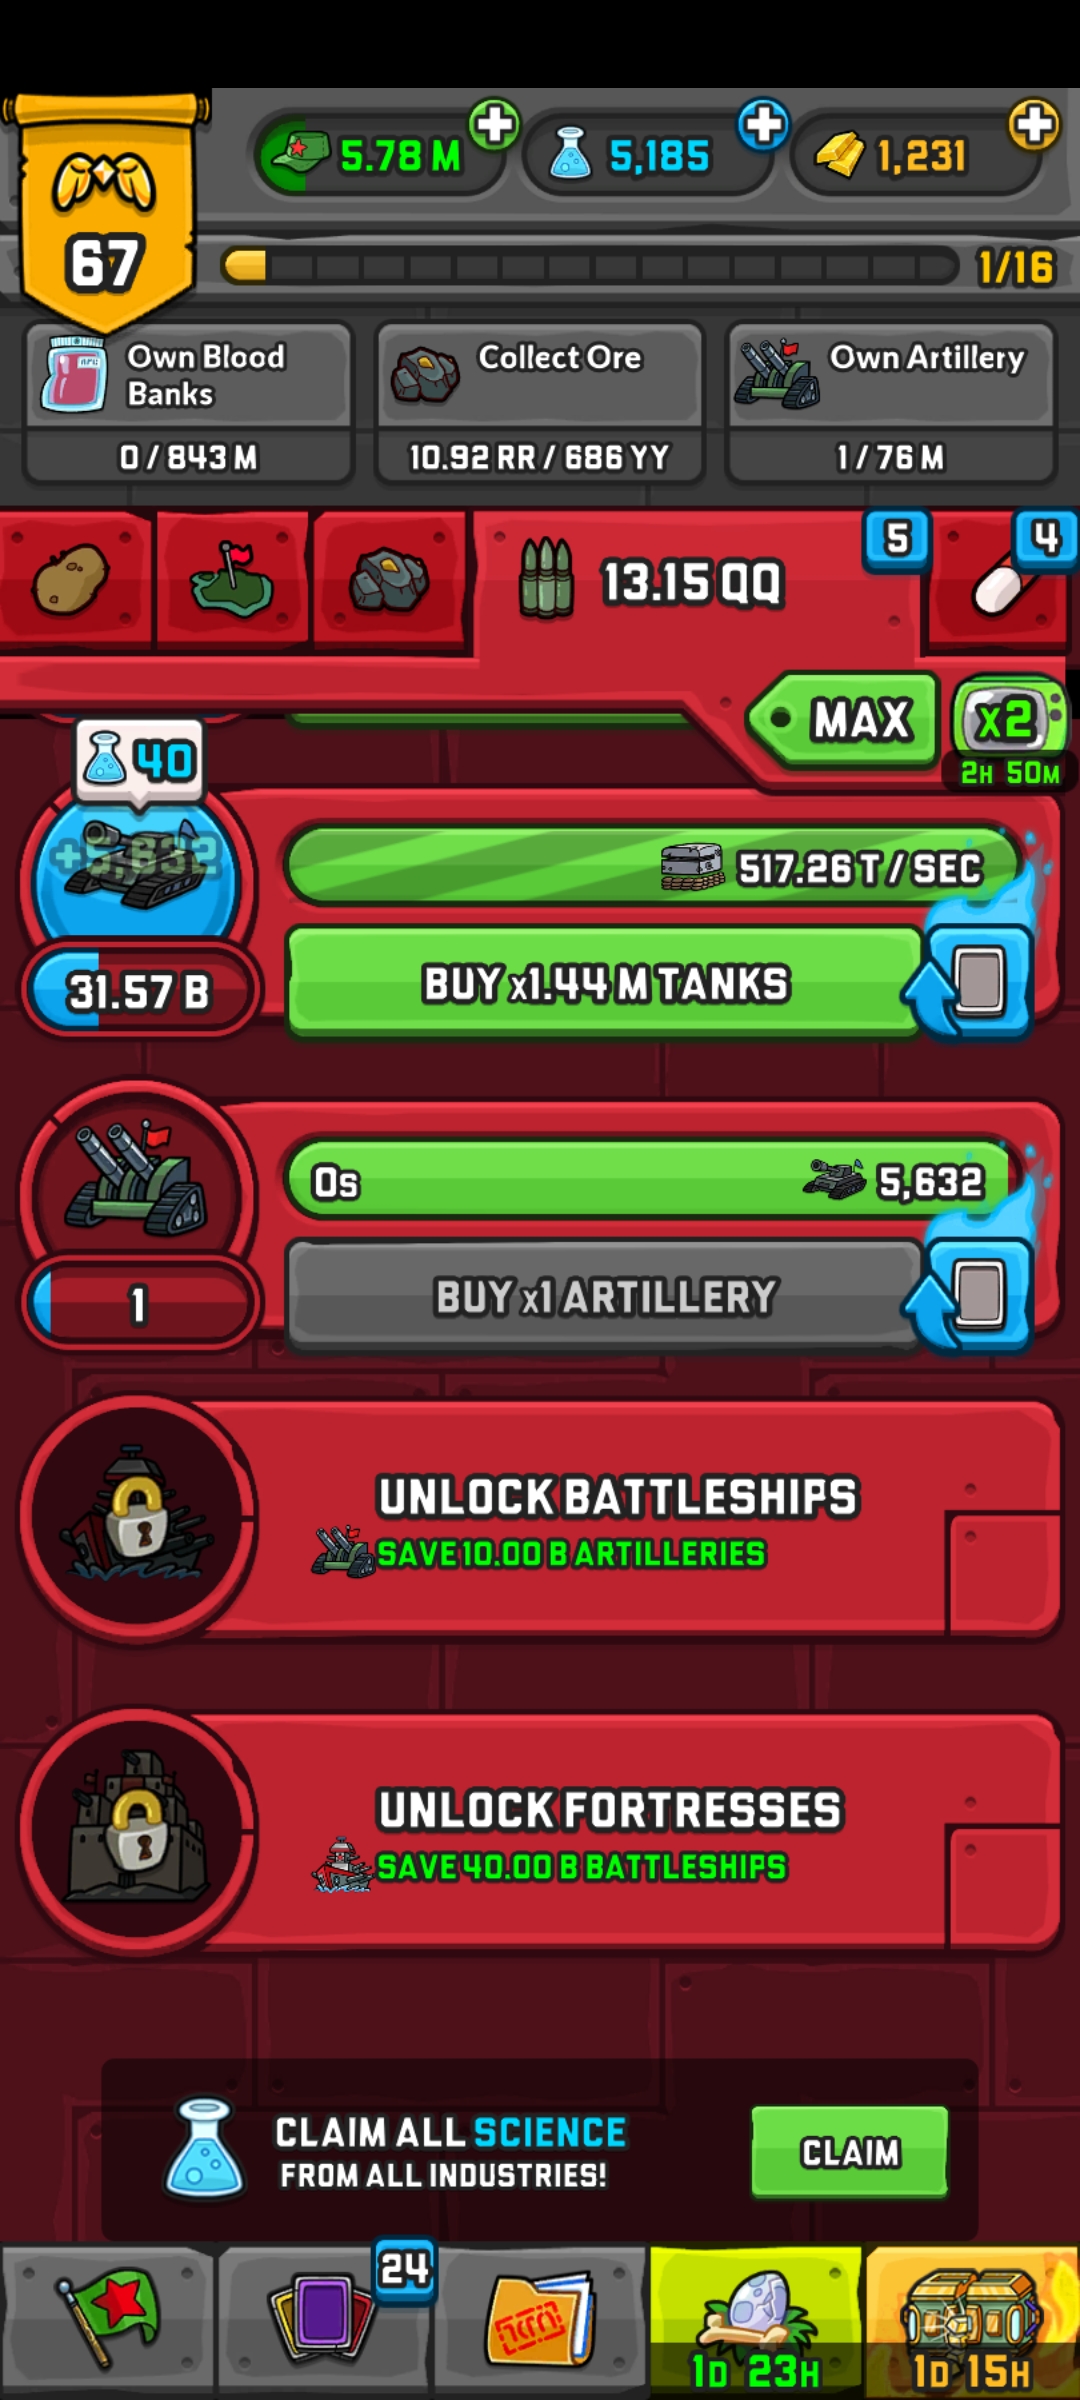 5.78 M
5,185
1,231
67
1/16
Own Blood
Banks
0 / 843 M
Collect Ore
10.92 RR / 686 YY
Own Artillery
1 / 76 M
13.15 QQ
5
4
MAX
x2
2H 50M
40
+5,632
517.26 T / SEC
31.57 B
BUY x1.44 M TANKS
0s
5,632
1
BUY x1 ARTILLERY
UNLOCK BATTLESHIPS
SAVE 10.00 B ARTILLERIES
UNLOCK FORTRESSES
SAVE 40.00 B BATTLESHIPS
CLAIM ALL SCIENCE
FROM ALL INDUSTRIES!
CLAIM
24
1D 23H
1D 15H